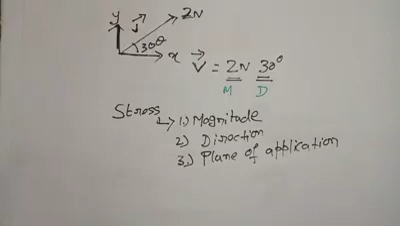 y V 2N
30° x
V = 2N 30°
M D
Stress
1.) Magnitude
2.) Direction
3.) Plane of application